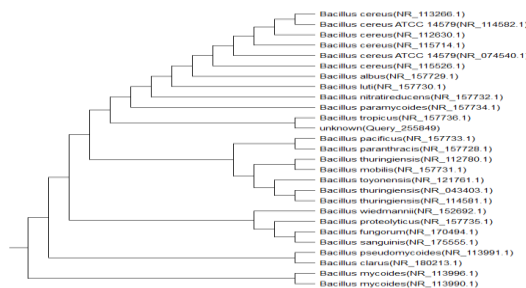 Bacillus cereus(NR_113266.1)
Bacillus cereus ATCC 14579(NR_114582.1)
Bacillus cereus(NR_112630.1)
Bacillus cereus(NR_115714.1)
Bacillus cereus ATCC 14579(NR_074540.1)
Bacillus cereus(NR_115526.1)
Bacillus albus(NR_157729.1)
Bacillus luti(NR_157730.1)
Bacillus nitratireducens(NR_157732.1)
Bacillus paramycoides(NR_157734.1)
Bacillus tropicus(NR_157736.1)
unknown(Query_255849)
Bacillus pacificus(NR_157733.1)
Bacillus paranthracis(NR_157728.1)
Bacillus thuringiensis(NR_112780.1)
Bacillus mobilis(NR_157731.1)
Bacillus toyonensis(NR_121761.1)
Bacillus thuringiensis(NR_043403.1)
Bacillus thuringiensis(NR_114581.1)
Bacillus wiedmannii(NR_152692.1)
Bacillus proteolyticus(NR_157735.1)
Bacillus fungorum(NR_170494.1)
Bacillus sanguinis(NR_175555.1)
Bacillus pseudomycoides(NR_113991.1)
Bacillus clarus(NR_180213.1)
Bacillus mycoides(NR_113996.1)
Bacillus mycoides(NR_113990.1)